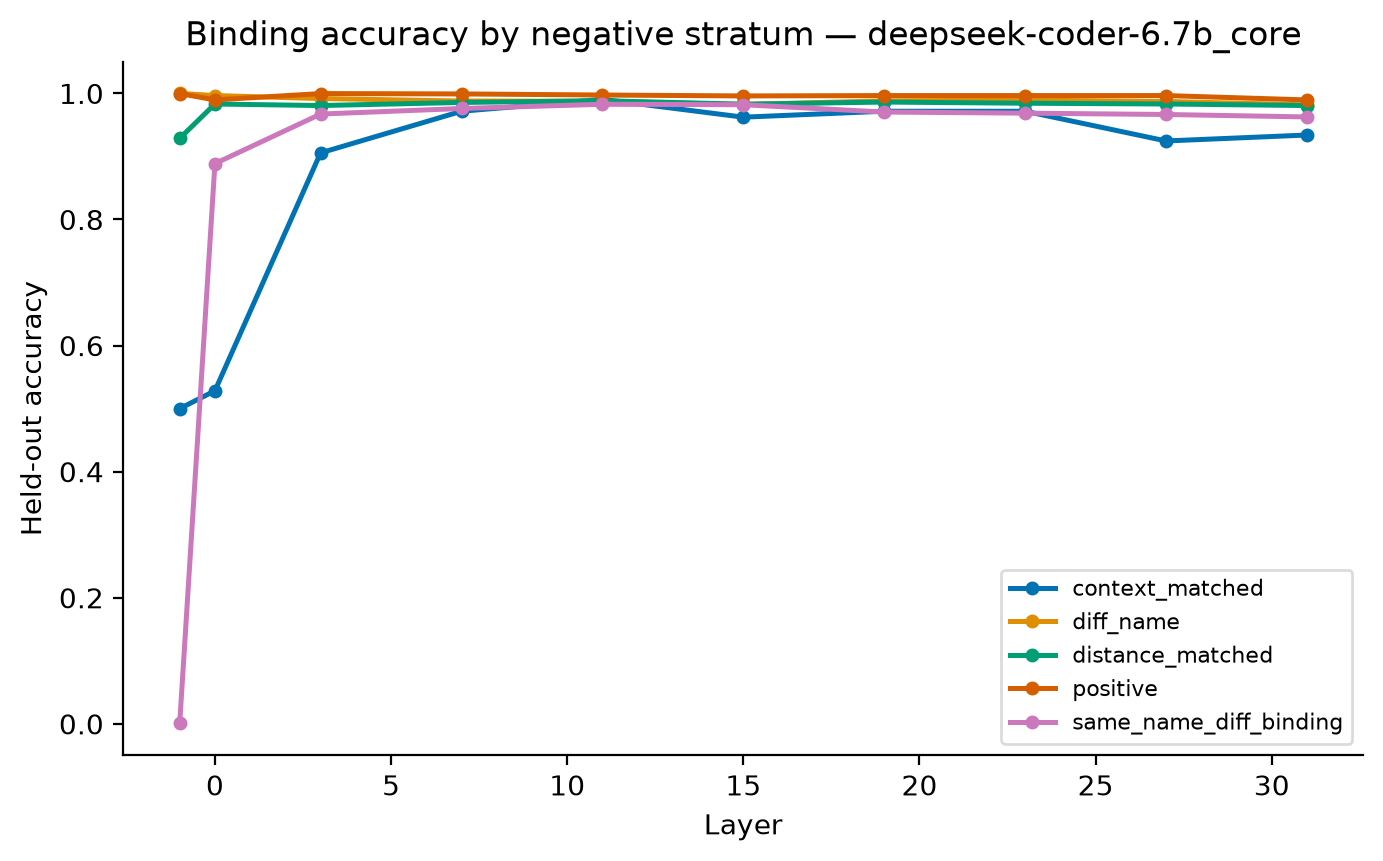 Binding accuracy by negative stratum — deepseek-coder-6.7b_core
1.0
0.8
0.6
0.4
0.2
0.0
Held-out accuracy
0 5 10 15 20 25 30
Layer
context_matched
diff_name
distance_matched
positive
same_name_diff_binding